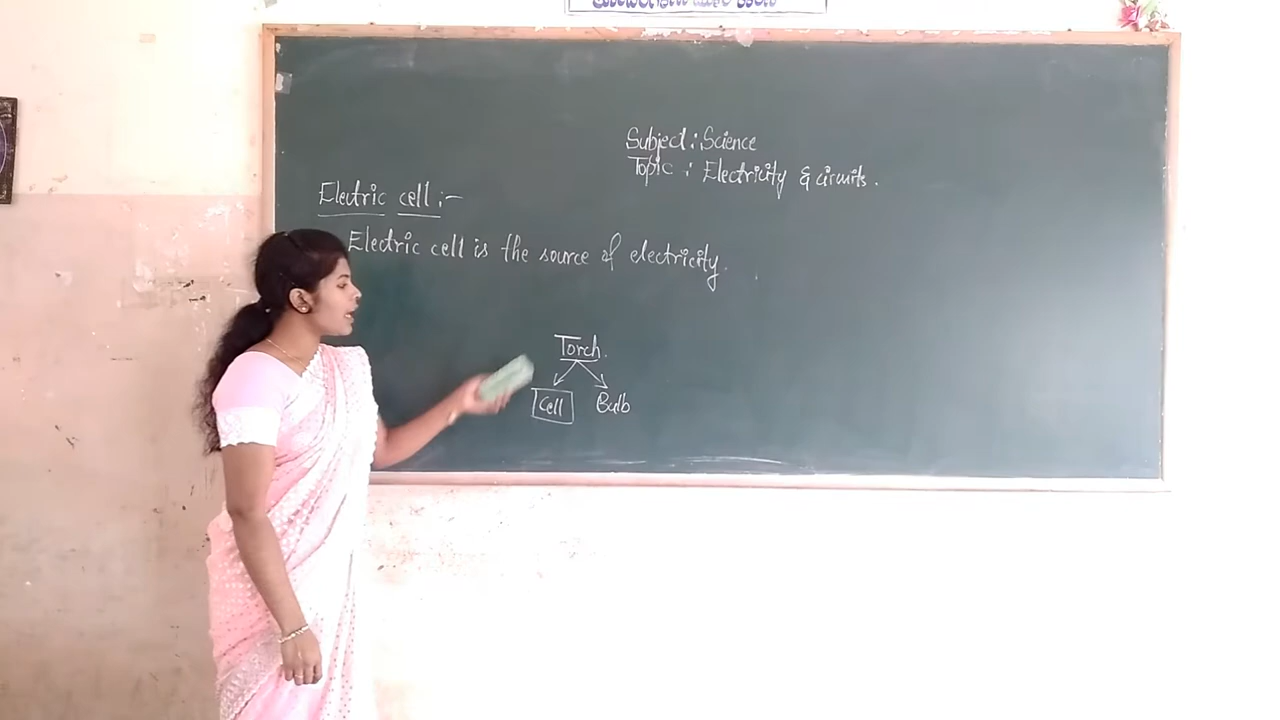 Subject : Science
Topic : Electricity & circuits.
Electric cell :-
Electric cell is the source of electricity.
Torch.
Cell Bulb